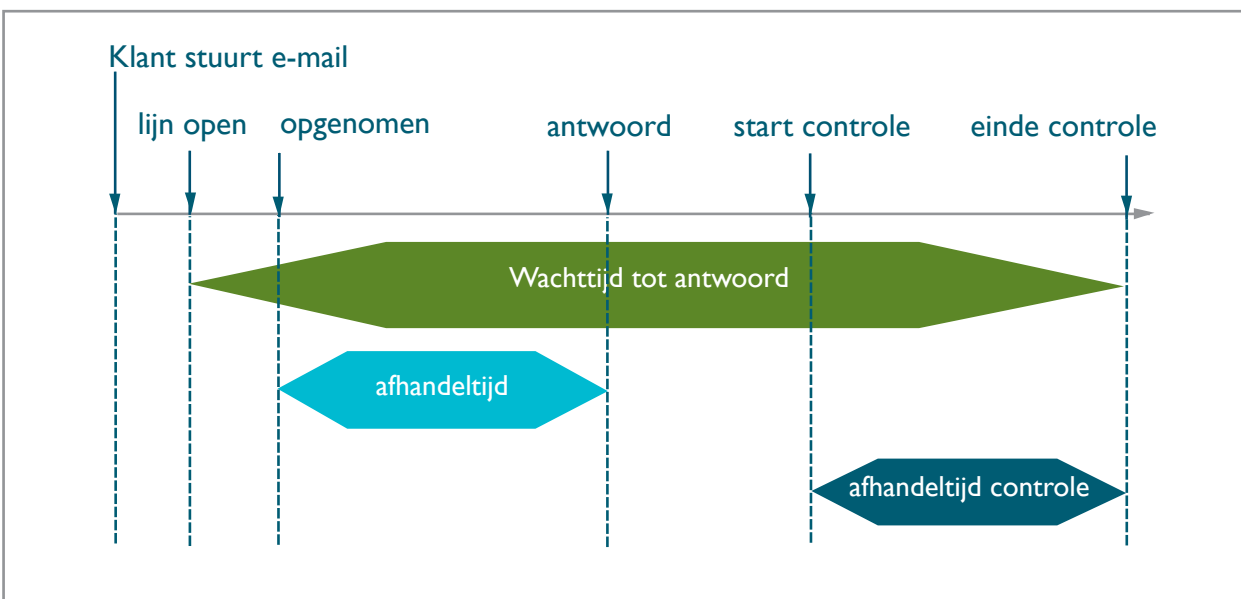 Klant stuurt e-mail
lijn open
opgenomen
antwoord
start controle
einde controle
Wachttijd tot antwoord
afhandeltijd
afhandeltijd controle